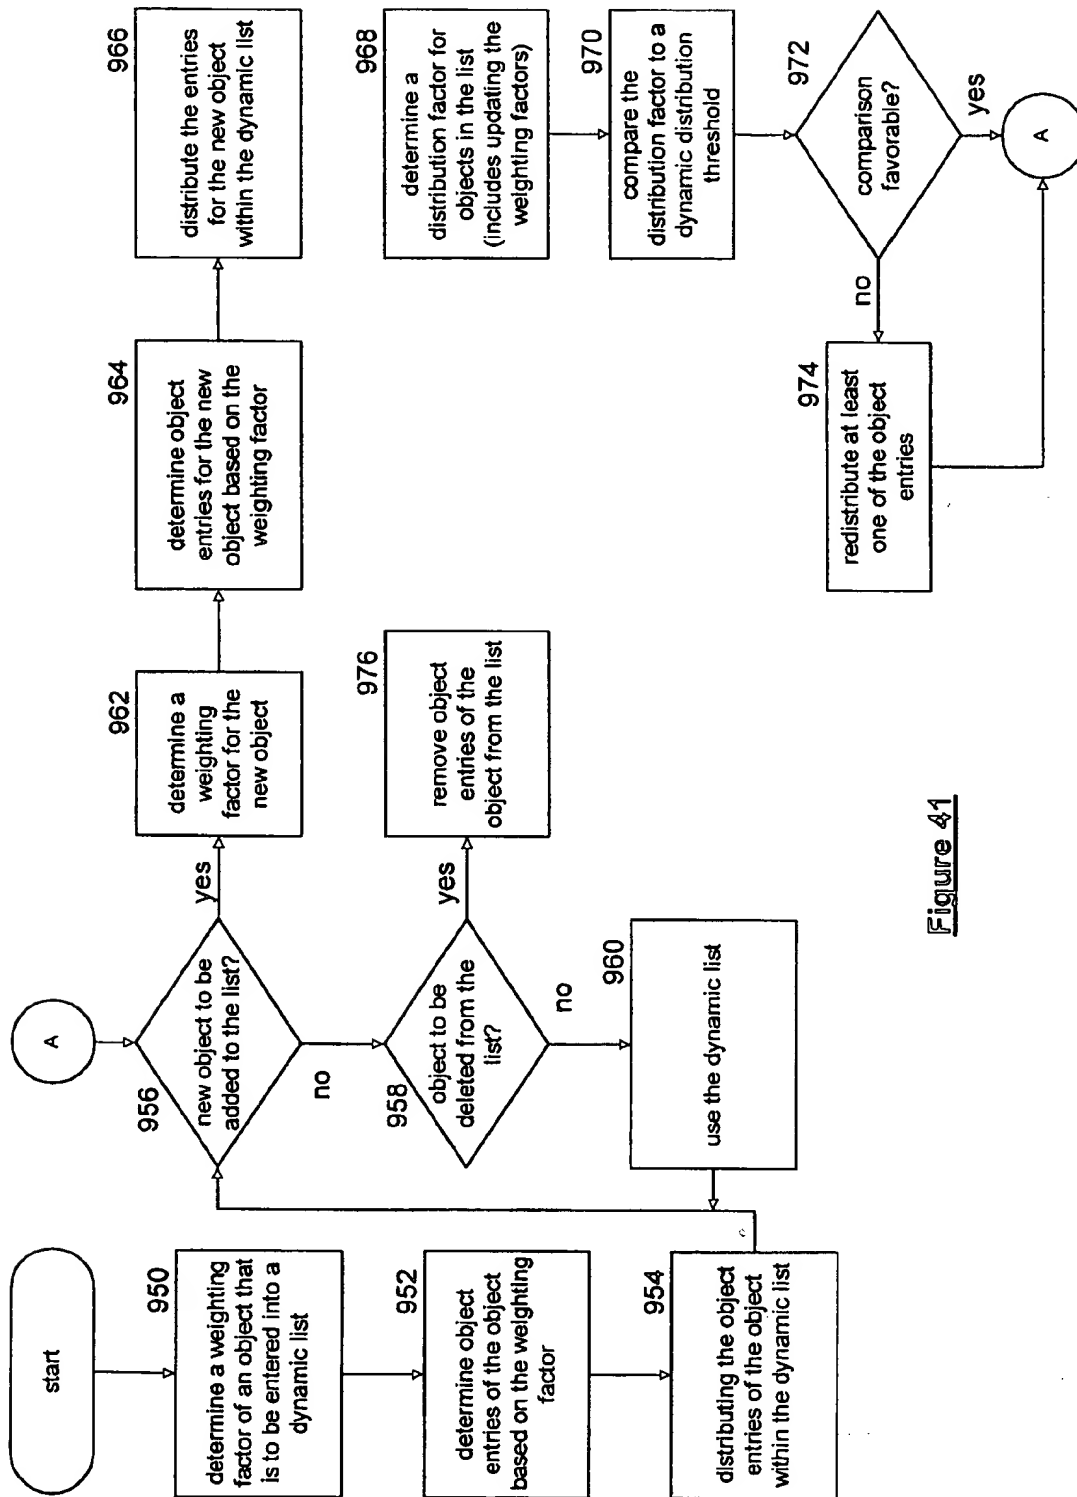 start
950
determine a weighting
factor of an object that
is to be entered into a
dynamic list
952
determine object
entries of the object
based on the weighting
factor
954
distributing the object
entries of the object
within the dynamic list
A
956
new object to be
added to the list?
yes
no
958
object to be
deleted from the
list?
yes
no
960
use the dynamic list
962
determine a
weighting
factor for the
new object
964
determine object
entries for the new
object based on the
weighting factor
966
distribute the entries
for the new object
within the dynamic list
976
remove object
entries of the
object from the list
968
determine a
distribution factor for
objects in the list
(includes updating the
weighting factors)
970
compare the
distribution factor to a
dynamic distribution
threshold
972
comparison
favorable?
no
yes
974
redistribute at least
one of the object
entries
A
Figure 41